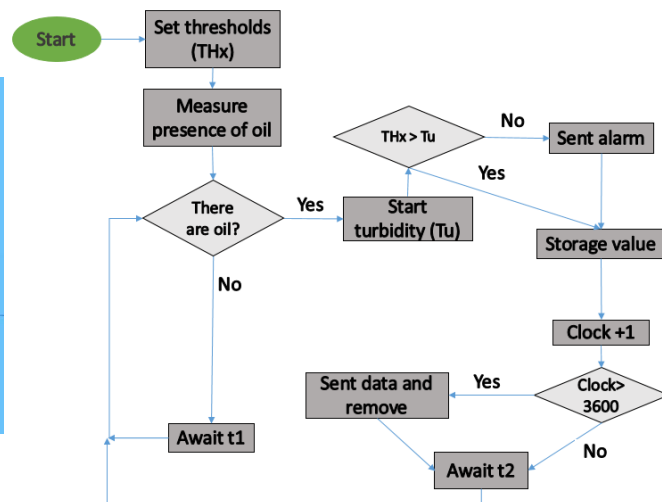 Start
Set thresholds
(THx)
Measure
presence of oil
There
are oil?
Yes
No
Await t1
Start
turbidity (Tu)
THx > Tu
No
Yes
Sent alarm
Storage value
Clock +1
Clock>
3600
Yes
No
Sent data and
remove
Await t2